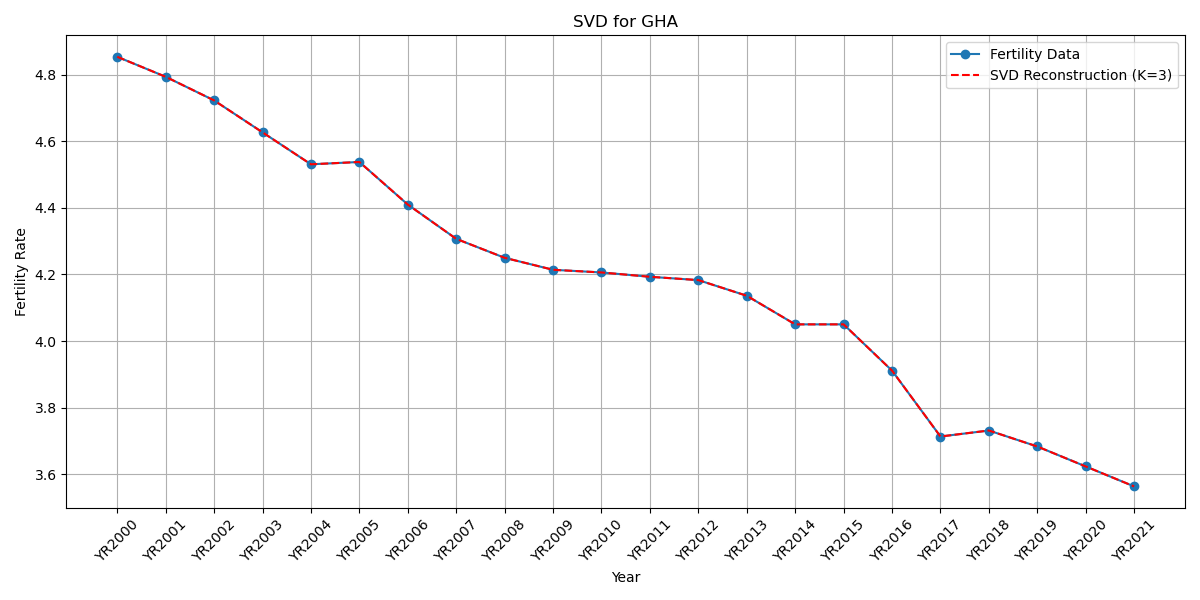 SVD for GHA
Fertility Data
SVD Reconstruction (K=3)
4.8
4.6
4.4
4.2
4.0
3.8
3.6
Fertility Rate
YR2000
YR2001
YR2002
YR2003
YR2004
YR2005
YR2006
YR2007
YR2008
YR2009
YR2010
YR2011
YR2012
YR2013
YR2014
YR2015
YR2016
YR2017
YR2018
YR2019
YR2020
YR2021
Year